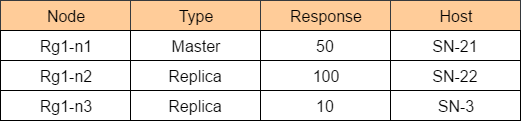 Node Type Response Host
Rg1-n1 Master 50 SN-21
Rg1-n2 Replica 100 SN-22
Rg1-n3 Replica 10 SN-3